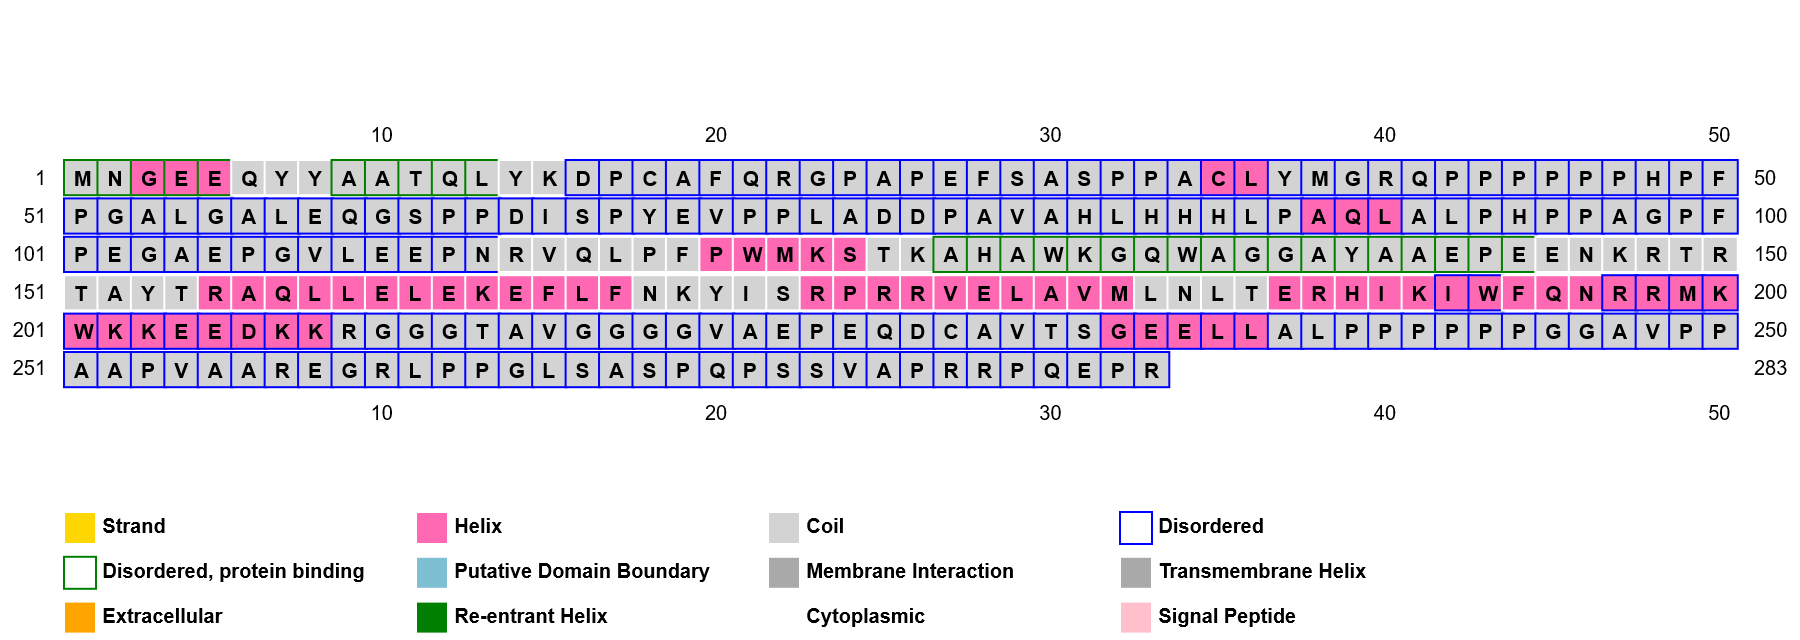 10 20 30 40 50
1 M N G E E Q Y Y A A T Q L Y K D P C A F Q R G P A P E F S A S P P A C L Y M G R Q P P P P P P H P F 50
51 P G A L G A L E Q G S P P D I S P Y E V P P L A D D P A V A H L H H H L P A Q L A L P H P P A G P F 100
101 P E G A E P G V L E E P N R V Q L P F P W M K S T K A H A W K G Q W A G G A Y A A E P E E N K R T R 150
151 T A Y T R A Q L L E L E K E F L F N K Y I S R P R R V E L A V M L N L T E R H I K I W F Q N R R M K 200
201 W K K E E D K K R G G G T A V G G G G V A E P E Q D C A V T S G E E L L A L P P P P P P G G A V P P 250
251 A A P V A A R E G R L P P G L S A S P Q P S S V A P R R P Q E P R 283
10 20 30 40 50
Strand Helix Coil Disordered
Disordered, protein binding Putative Domain Boundary Membrane Interaction Transmembrane Helix
Extracellular Re-entrant Helix Cytoplasmic Signal Peptide